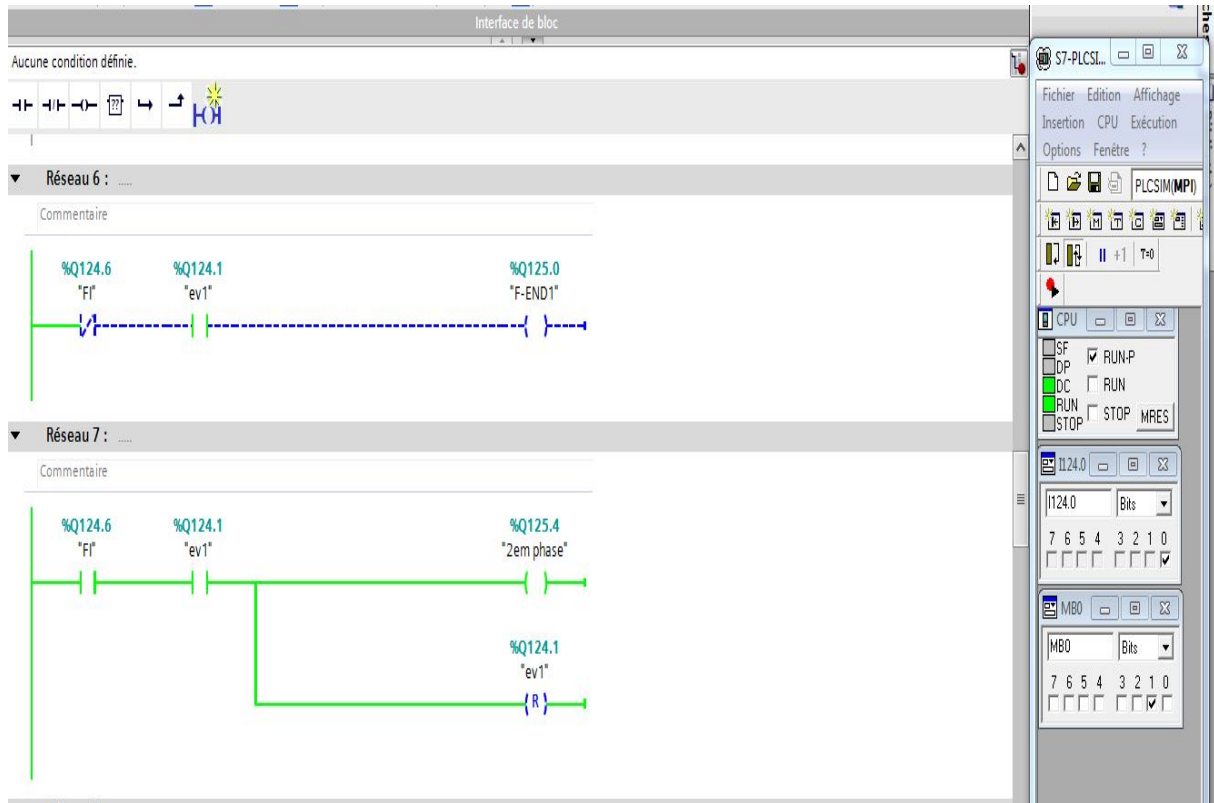 Interface de bloc
Aucune condition définie.
??
Réseau 6 : .....
Commentaire
%Q124.6 %Q124.1 %Q125.0
"FI" "ev1" "F-END1"
Réseau 7 : .....
Commentaire
%Q124.6 %Q124.1 %Q125.4
"FI" "ev1" "2em phase"
%Q124.1
"ev1"
R
S7-PLCSI...
Fichier Edition Affichage
Insertion CPU Exécution
Options Fenêtre ?
PLCSIM(MPI)
+1 T=0
CPU
SF
DP
DC
RUN
STOP
RUN-P
RUN
STOP MRES
I124.0
I124.0 Bits
7 6 5 4 3 2 1 0
MB0
MB0 Bits
7 6 5 4 3 2 1 0